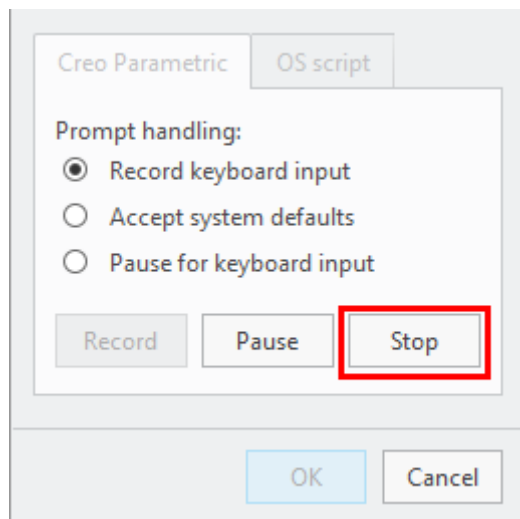 Creo Parametric OS script
Prompt handling:
Record keyboard input
Accept system defaults
Pause for keyboard input
Record Pause Stop
OK Cancel